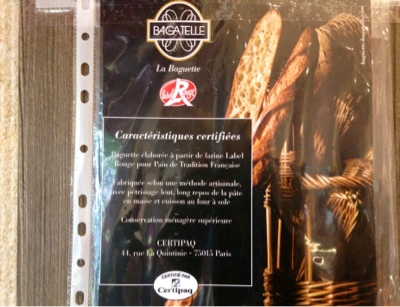 BAGATELLE
La Baguette
Label Rouge
Caractéristiques certifiées
Baguette élaborée à partir de farine Label
Rouge pour Pain de Tradition Française
Fabriquée selon une méthode artisanale,
avec pétrissage lent, long repos de la pâte
en masse et cuisson au four à sole
Conservation ménagère supérieure
CERTIPAQ
44, rue La Quintinie - 75015 Paris
CERTIFIÉ PAR
Certipaq